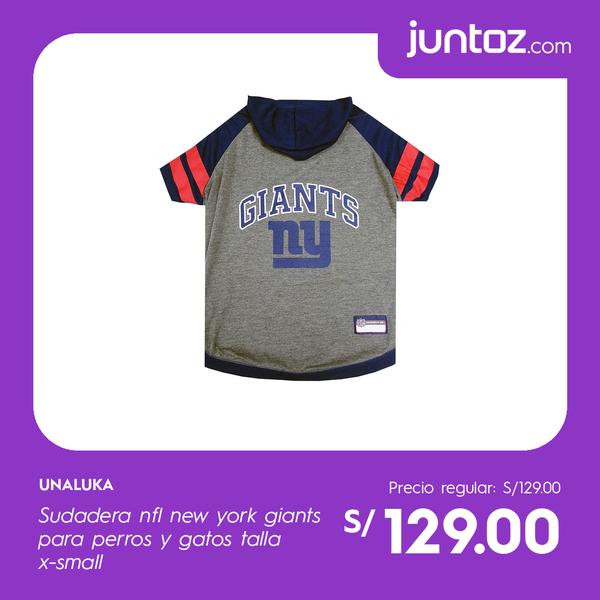 juntoz.com
GIANTS
ny
UNALUKA
Sudadera nfl new york giants
para perros y gatos talla
x-small
Precio regular: S/129.00
S/129.00